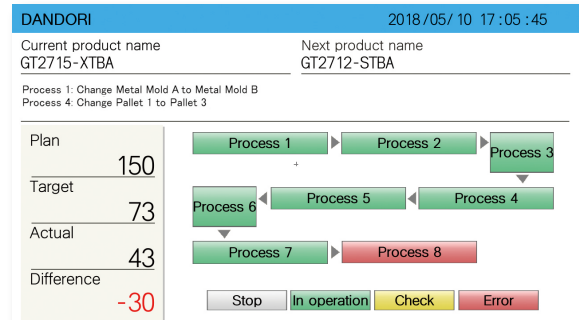 DANDORI 2018/05/10 17:05:45
Current product name Next product name
GT2715-XTBA GT2712-STBA
Process 1: Change Metal Mold A to Metal Mold B
Process 4: Change Pallet 1 to Pallet 3
Plan
150
Target
73
Actual
43
Difference
-30
Process 1 Process 2 Process 3
Process 6 Process 5 Process 4
Process 7 Process 8
Stop In operation Check Error